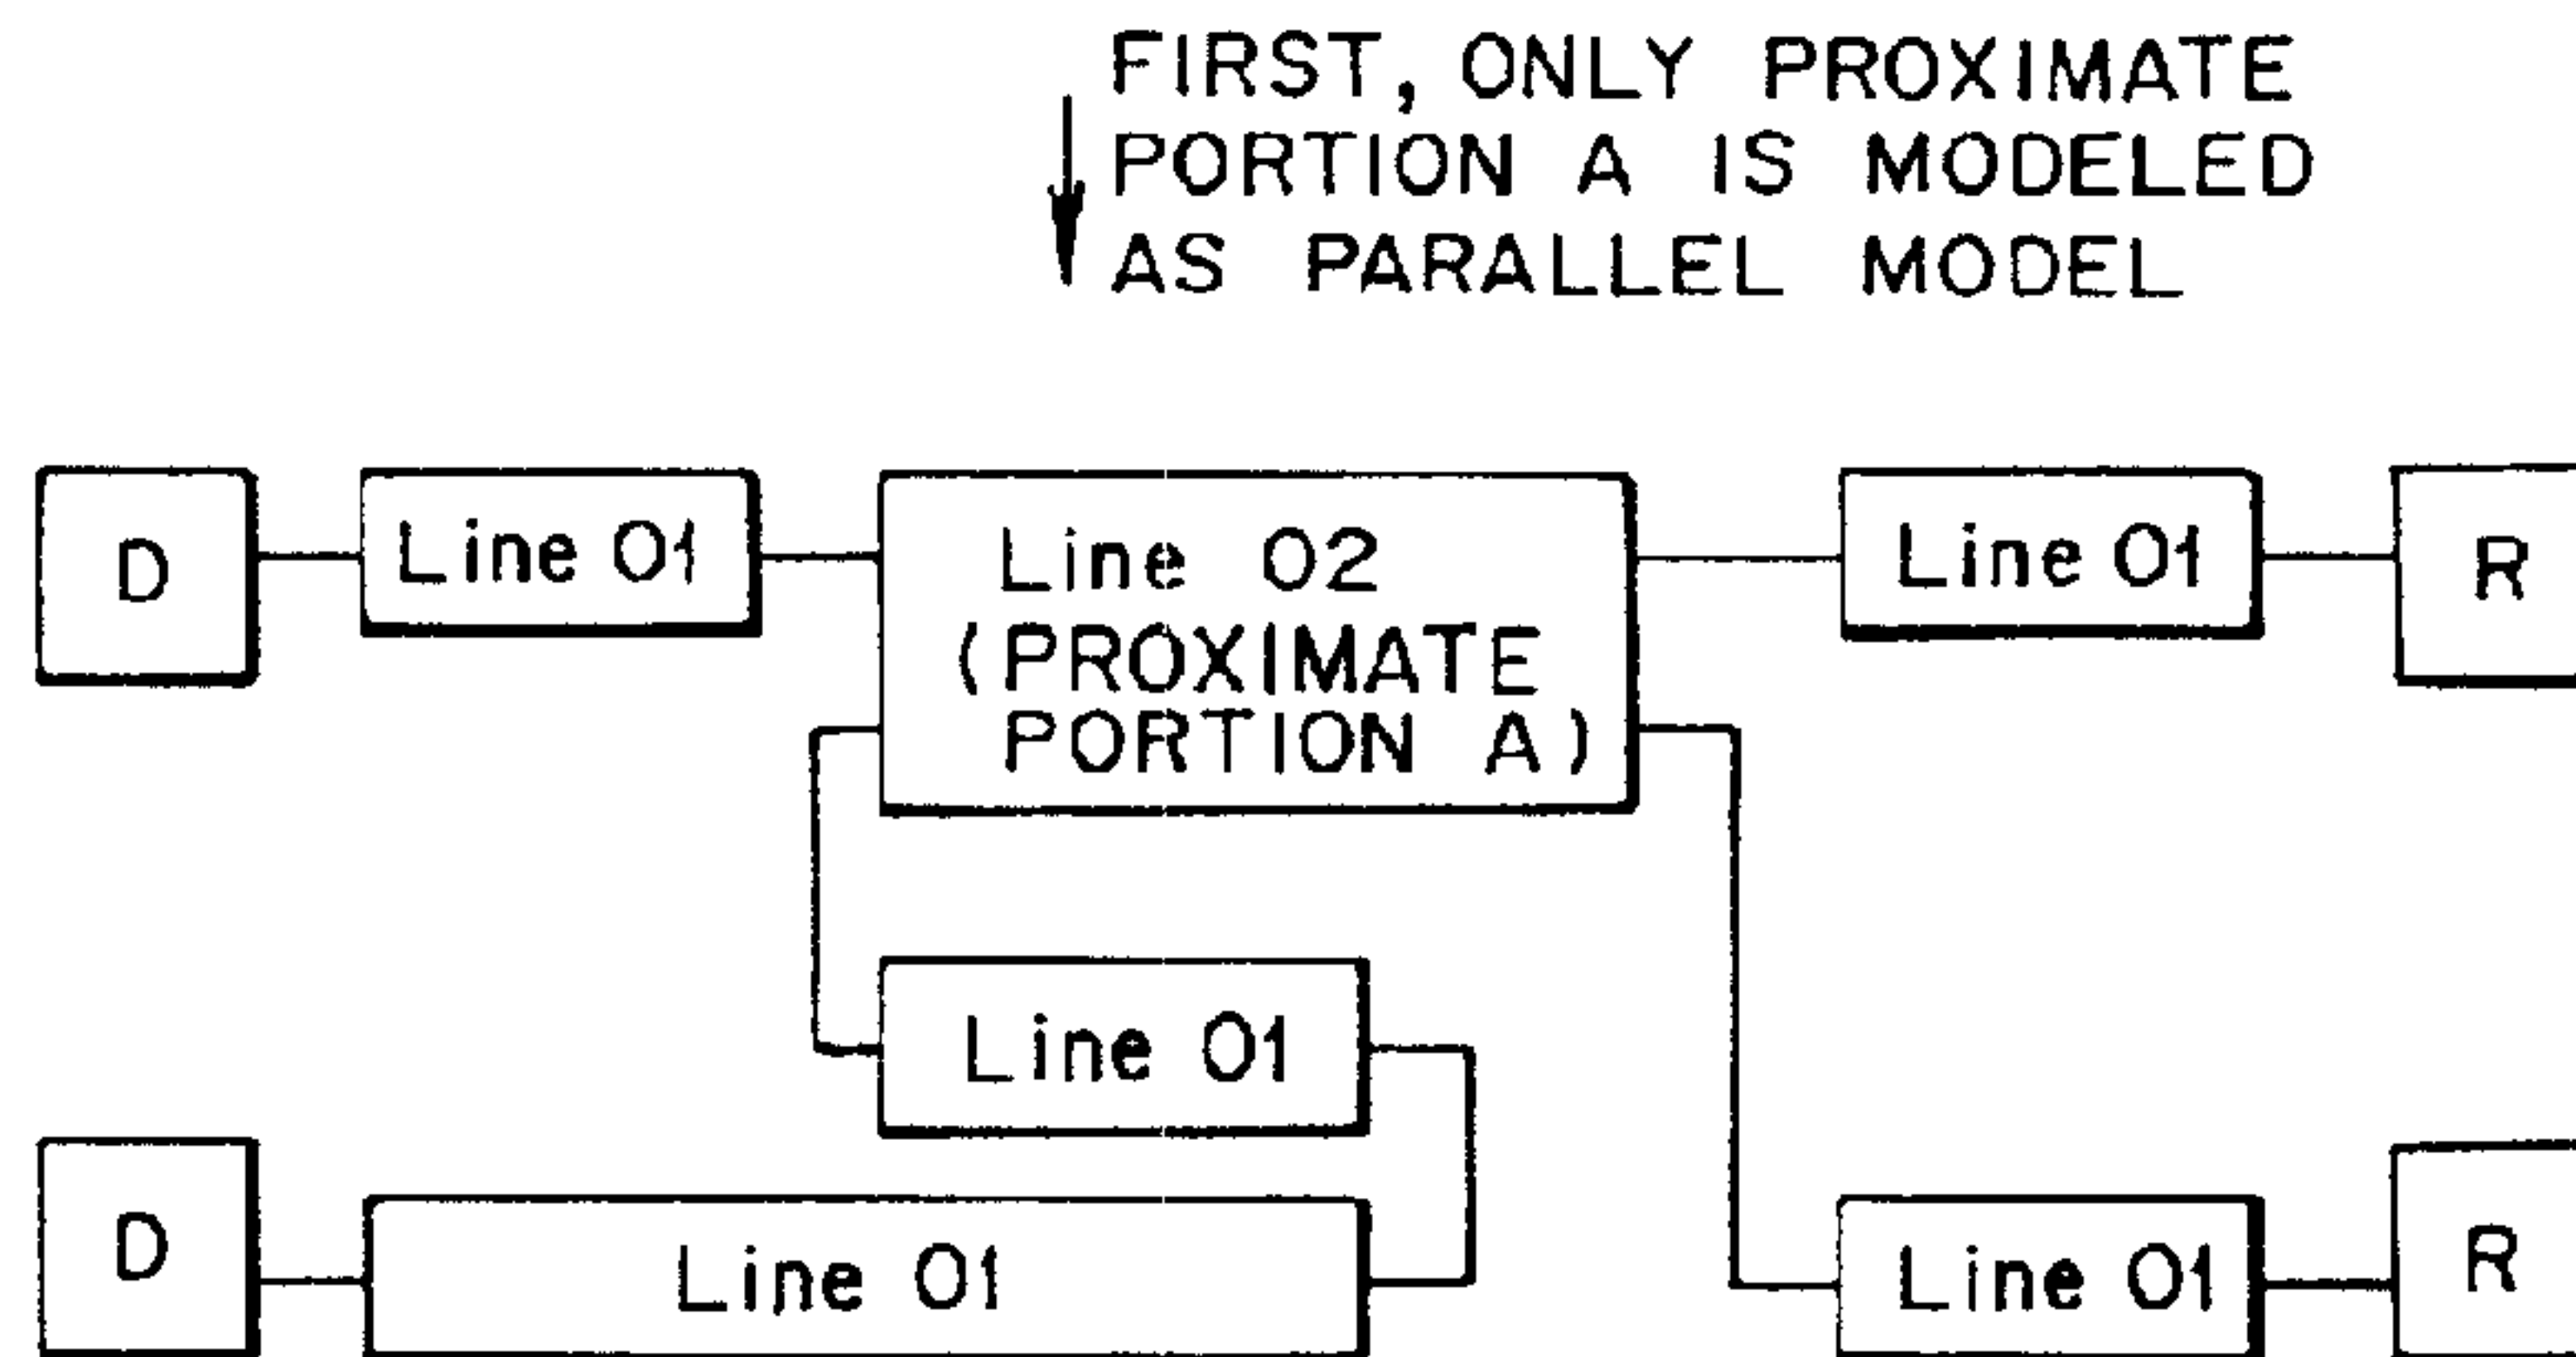 FIRST, ONLY PROXIMATE
PORTION A IS MODELED
AS PARALLEL MODEL
D
Line 01
Line 02
(PROXIMATE
PORTION A)
Line 01
R
Line 01
D
Line 01
Line 01
R